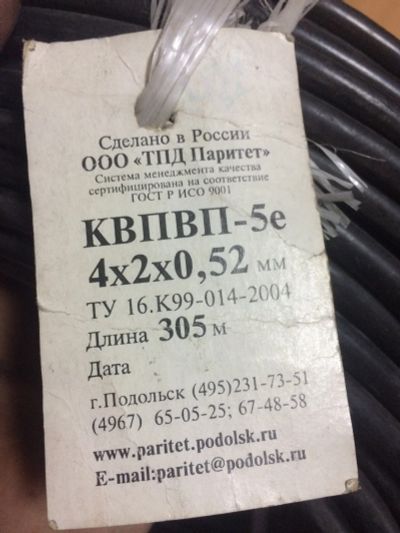 Сделано в России
ООО «ТПД Паритет»
Система менеджмента качества
сертифицирована на соответствие
ГОСТ Р ИСО 9001
КВПВП-5е
4х2х0,52 мм
ТУ 16.К99-014-2004
Длина 305 м
Дата
г.Подольск (495)231-73-51
(4967) 65-05-25; 67-48-58
www.paritet.podolsk.ru
E-mail:paritet@podolsk.ru